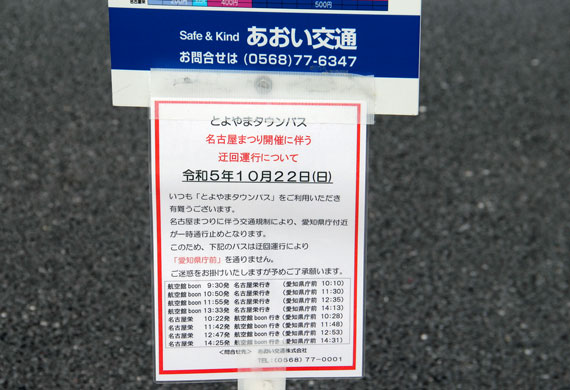 400円 500円
Safe & Kind あおい交通
お問合せは (0568)77-6347
とよやまタウンバス
名古屋まつり開催に伴う
迂回運行について
令和5年10月22日(日)
いつも「とよやまタウンバス」をご利用いただき
有難うございます。
名古屋まつりに伴う交通規制により、愛知県庁付近
が一時通行止めとなります。
このため、下記のバスは迂回運行により
「愛知県庁前」を通りません。
ご迷惑をお掛けいたしますが予めご了承願います。
航空館boon 9:30発 名古屋栄行き (愛知県庁前 10:10)
航空館boon 10:50発 名古屋栄行き (愛知県庁前 11:30)
航空館boon 11:55発 名古屋栄行き (愛知県庁前 12:35)
航空館boon 13:33発 名古屋栄行き (愛知県庁前 14:13)
名古屋栄 10:22発 航空館boon行き (愛知県庁前 10:28)
名古屋栄 11:42発 航空館boon行き (愛知県庁前 11:48)
名古屋栄 12:47発 航空館boon行き (愛知県庁前 12:53)
名古屋栄 14:25発 航空館boon行き (愛知県庁前 14:31)
<問合せ先> あおい交通株式会社
TEL:(0568)77-0001